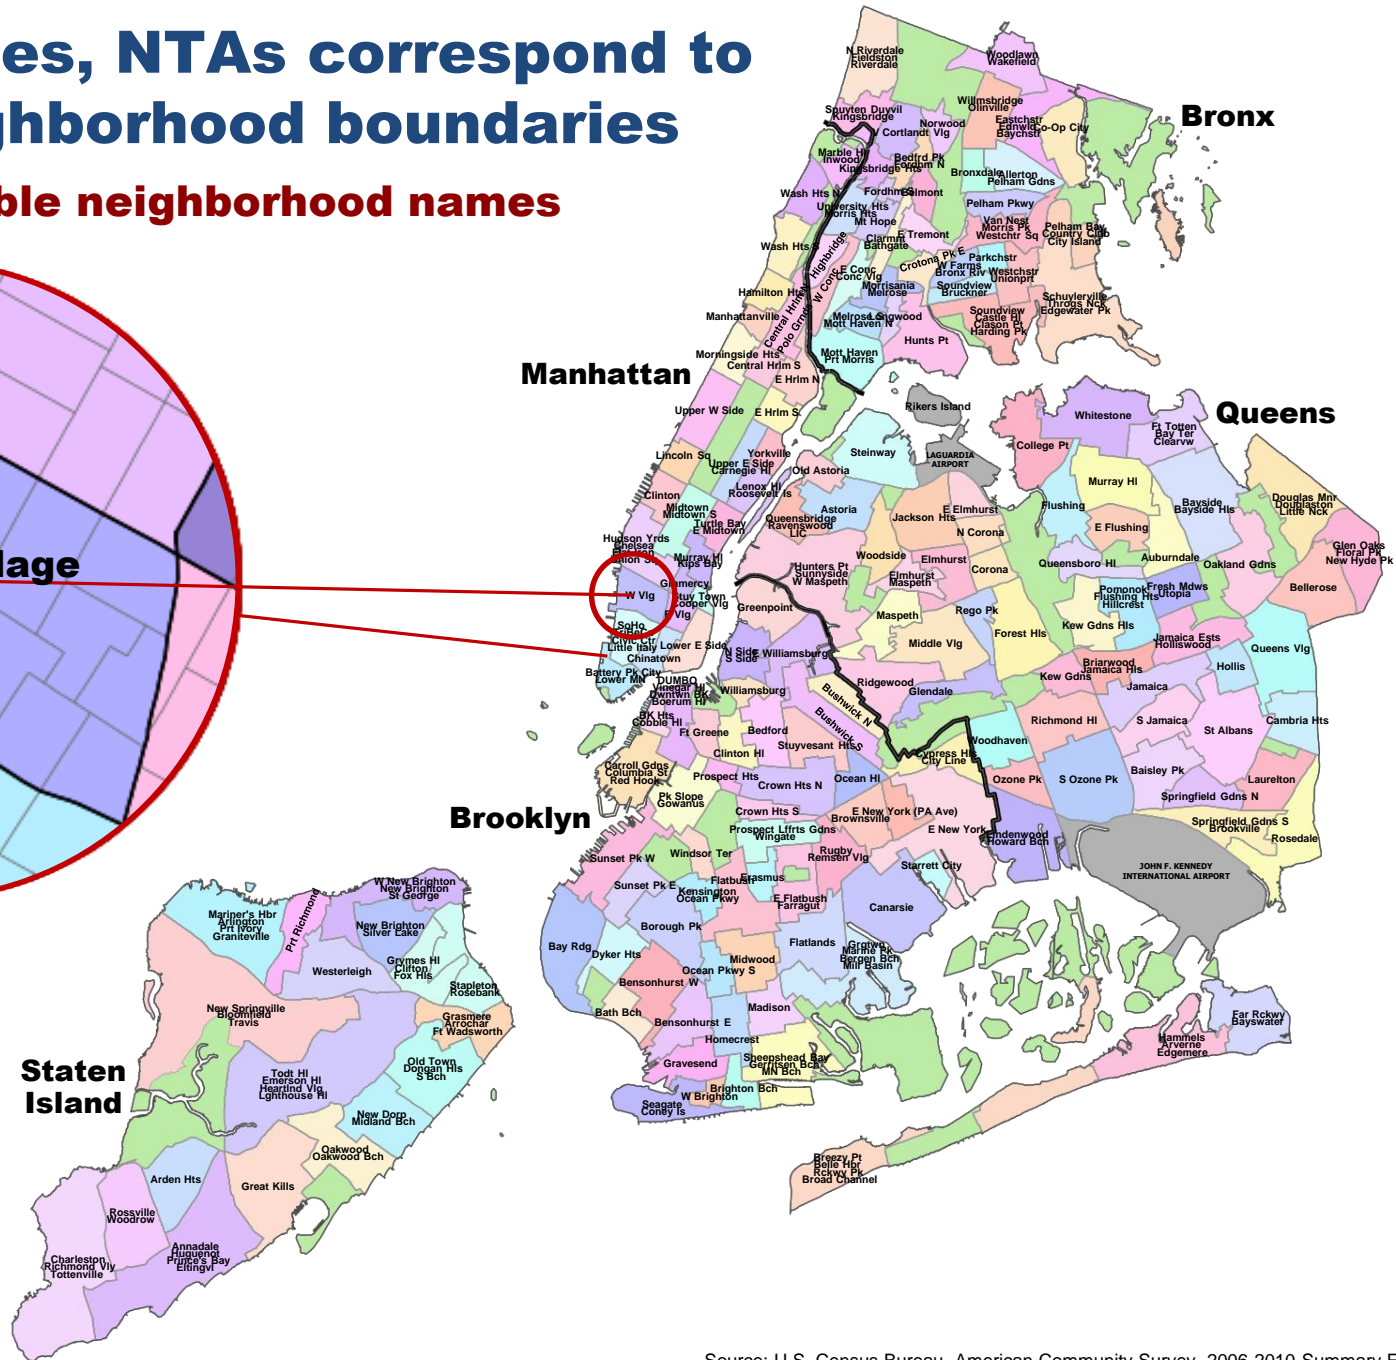 es, NTAs correspond to
ghborhood boundaries
ble neighborhood names
lage
Bronx
Manhattan
Queens
Brooklyn
Staten
Island
N Riverdale
Fieldston
Riverdale
Woodlawn
Wakefield
Willmsbridge
Olinville
Spuyten Duyvil
Kingsbridge
Norwood
V Cortlandt Vlg
Eastchstr
Ednwld
Baychstr
Co-Op City
Marble Hl
Inwood
Bedfrd Pk
Fordhm N
Kingsbridge Hts
Bronxdale
Allerton
Pelham Gdns
Wash Hts N
Fordhm S
Belmont
University Hts
Morris Hts
Mt Hope
Pelham Pkwy
Van Nest
Morris Pk
Westchtr Sq
Pelham Bay
Country Club
City Island
Wash Hts S
Highbridge
Clarmnt
Bathgate
E Tremont
Crotona Pk E
W Farms
Bronx Riv
Parkchstr
Westchstr
Unionprt
E Conc
Conc Vlg
W Conc
Hamilton Hts
Morrisania
Melrose
Soundview
Bruckner
Schuylerville
Throgs Nck
Edgewater Pk
Manhattanville
Central Hrlm N
Polo Grnds
Melrose S
Mott Haven N
Longwood
Soundview
Castle Hl
Clason Pt
Harding Pk
Hunts Pt
Morningside Hts
Central Hrlm S
Mott Haven
Prt Morris
E Hrlm N
Upper W Side
E Hrlm S
Rikers Island
Whitestone
Ft Totten
Bay Ter
Clearvw
College Pt
Steinway
LAGUARDIA
AIRPORT
Lincoln Sq
Yorkville
Upper E Side
Carnegie Hl
Old Astoria
Murray Hl
Clinton
Lenox Hl
Roosevelt Is
Midtown
Midtown S
Turtle Bay
E Midtown
Astoria
Queensbridge
Ravenswood
LIC
Jackson Hts
E Elmhurst
N Corona
Flushing
E Flushing
Bayside
Bayside Hls
Douglas Mnr
Douglaston
Little Nck
Hudson Yrds
Chelsea
Murray Hl
Kips Bay
Woodside
Elmhurst
Corona
Elmhurst
Maspeth
Queensboro Hl
Auburndale
Oakland Gdns
Glen Oaks
Floral Pk
New Hyde Pk
Hunters Pt
Sunnyside
W Maspeth
Gramercy
Stuy Town
Cooper Vlg
E Vlg
W Vlg
Greenpoint
Maspeth
Rego Pk
Pomonok
Flushing Hts
Hillcrest
Fresh Mdws
Utopia
Bellerose
Kew Gdns Hls
Forest Hls
Middle Vlg
SoHo
TriBeCa
Civic Ctr
Little Italy
Lower E Side
Chinatown
N Side
S Side
E Williamsburg
Jamaica Ests
Holliswood
Queens Vlg
Briarwood
Jamaica Hls
Hollis
Kew Gdns
Jamaica
Battery Pk City
Lower MN
DUMBO
Vinegar Hl
Dwntwn BK
Boerum Hl
Williamsburg
Ridgewood
Glendale
Bushwick N
Bushwick S
BK Hts
Cobble Hl
Ft Greene
Bedford
Stuyvesant Hts
Clinton Hl
Richmond Hl
S Jamaica
St Albans
Cambria Hts
Woodhaven
Cypress Hls
City Line
Carroll Gdns
Columbia St
Red Hook
Prospect Hts
Crown Hts N
Ocean Hl
Ozone Pk
S Ozone Pk
Baisley Pk
Laurelton
Pk Slope
Gowanus
Crown Hts S
Springfield Gdns N
E New York (PA Ave)
Brownsville
E New York
Prospect Lffrts Gdns
Wingate
Springfield Gdns S
Brookville
Rosedale
Lindenwood
Howard Bch
Sunset Pk W
Windsor Ter
Rugby
Remsen Vlg
Starrett City
JOHN F. KENNEDY
INTERNATIONAL AIRPORT
Sunset Pk E
Flatbush
Erasmus
Kensington
Ocean Pkwy
E Flatbush
Farragut
Canarsie
Borough Pk
Bay Rdg
Dyker Hts
Flatlands
Grgtwn
Marine Pk
Bergen Bch
Mill Basin
Midwood
Ocean Pkwy S
Bensonhurst W
Bath Bch
Madison
Bensonhurst E
Homecrest
Gravesend
Sheepshead Bay
Gerritsen Bch
MN Bch
Brighton Bch
W Brighton
Seagate
Coney Is
Far Rckwy
Bayswater
Hammels
Arverne
Edgemere
Breezy Pt
Belle Hbr
Rckwy Pk
Broad Channel
W New Brighton
New Brighton
St George
Mariner's Hbr
Arlington
Prt Ivory
Graniteville
Prt Richmond
New Brighton
Silver Lake
Westerleigh
Grymes Hl
Clifton
Fox Hls
Stapleton
Rosebank
New Springville
Bloomfield
Travis
Grasmere
Arrochar
Ft Wadsworth
Old Town
Dongan Hls
S Bch
Todt Hl
Emerson Hl
Heartlnd Vlg
Lghthouse Hl
New Dorp
Midland Bch
Oakwood
Oakwood Bch
Arden Hts
Great Kills
Rossville
Woodrow
Annadale
Huguenot
Prince's Bay
Eltingvl
Charleston
Richmond Vly
Tottenville
Source: U.S. Census Bureau, American Community Survey, 2006-2010 Summary